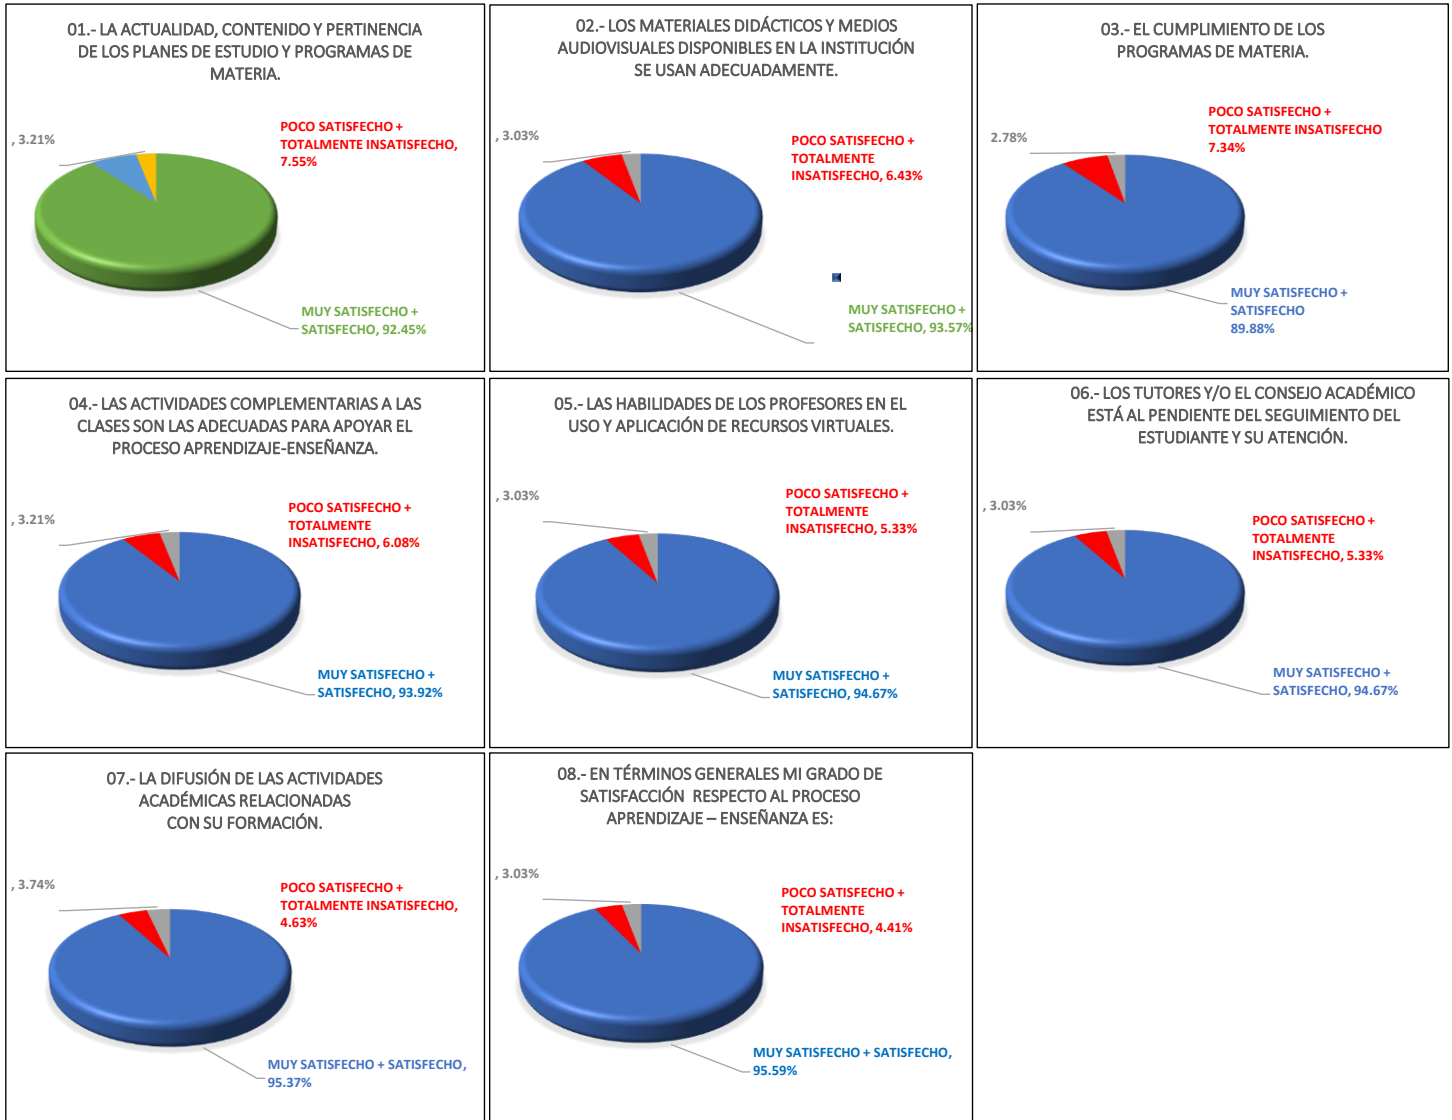 01.- LA ACTUALIDAD, CONTENIDO Y PERTINENCIA
DE LOS PLANES DE ESTUDIO Y PROGRAMAS DE
MATERIA.
, 3.21%
POCO SATISFECHO +
TOTALMENTE INSATISFECHO,
7.55%
MUY SATISFECHO +
SATISFECHO, 92.45%
02.- LOS MATERIALES DIDÁCTICOS Y MEDIOS
AUDIOVISUALES DISPONIBLES EN LA INSTITUCIÓN
SE USAN ADECUADAMENTE.
, 3.03%
POCO SATISFECHO +
TOTALMENTE
INSATISFECHO, 6.43%
MUY SATISFECHO +
SATISFECHO, 93.57%
03.- EL CUMPLIMIENTO DE LOS
PROGRAMAS DE MATERIA.
2.78%
POCO SATISFECHO +
TOTALMENTE INSATISFECHO
7.34%
MUY SATISFECHO +
SATISFECHO
89.88%
04.- LAS ACTIVIDADES COMPLEMENTARIAS A LAS
CLASES SON LAS ADECUADAS PARA APOYAR EL
PROCESO APRENDIZAJE-ENSEÑANZA.
, 3.21%
POCO SATISFECHO +
TOTALMENTE
INSATISFECHO, 6.08%
MUY SATISFECHO +
SATISFECHO, 93.92%
05.- LAS HABILIDADES DE LOS PROFESORES EN EL
USO Y APLICACIÓN DE RECURSOS VIRTUALES.
, 3.03%
POCO SATISFECHO +
TOTALMENTE
INSATISFECHO, 5.33%
MUY SATISFECHO +
SATISFECHO, 94.67%
06.- LOS TUTORES Y/O EL CONSEJO ACADÉMICO
ESTÁ AL PENDIENTE DEL SEGUIMIENTO DEL
ESTUDIANTE Y SU ATENCIÓN.
, 3.03%
POCO SATISFECHO +
TOTALMENTE
INSATISFECHO, 5.33%
MUY SATISFECHO +
SATISFECHO, 94.67%
07.- LA DIFUSIÓN DE LAS ACTIVIDADES
ACADÉMICAS RELACIONADAS
CON SU FORMACIÓN.
, 3.74%
POCO SATISFECHO +
TOTALMENTE INSATISFECHO,
4.63%
MUY SATISFECHO + SATISFECHO,
95.37%
08.- EN TÉRMINOS GENERALES MI GRADO DE
SATISFACCIÓN  RESPECTO AL PROCESO
APRENDIZAJE – ENSEÑANZA ES:
, 3.03%
POCO SATISFECHO +
TOTALMENTE
INSATISFECHO, 4.41%
MUY SATISFECHO + SATISFECHO,
95.59%